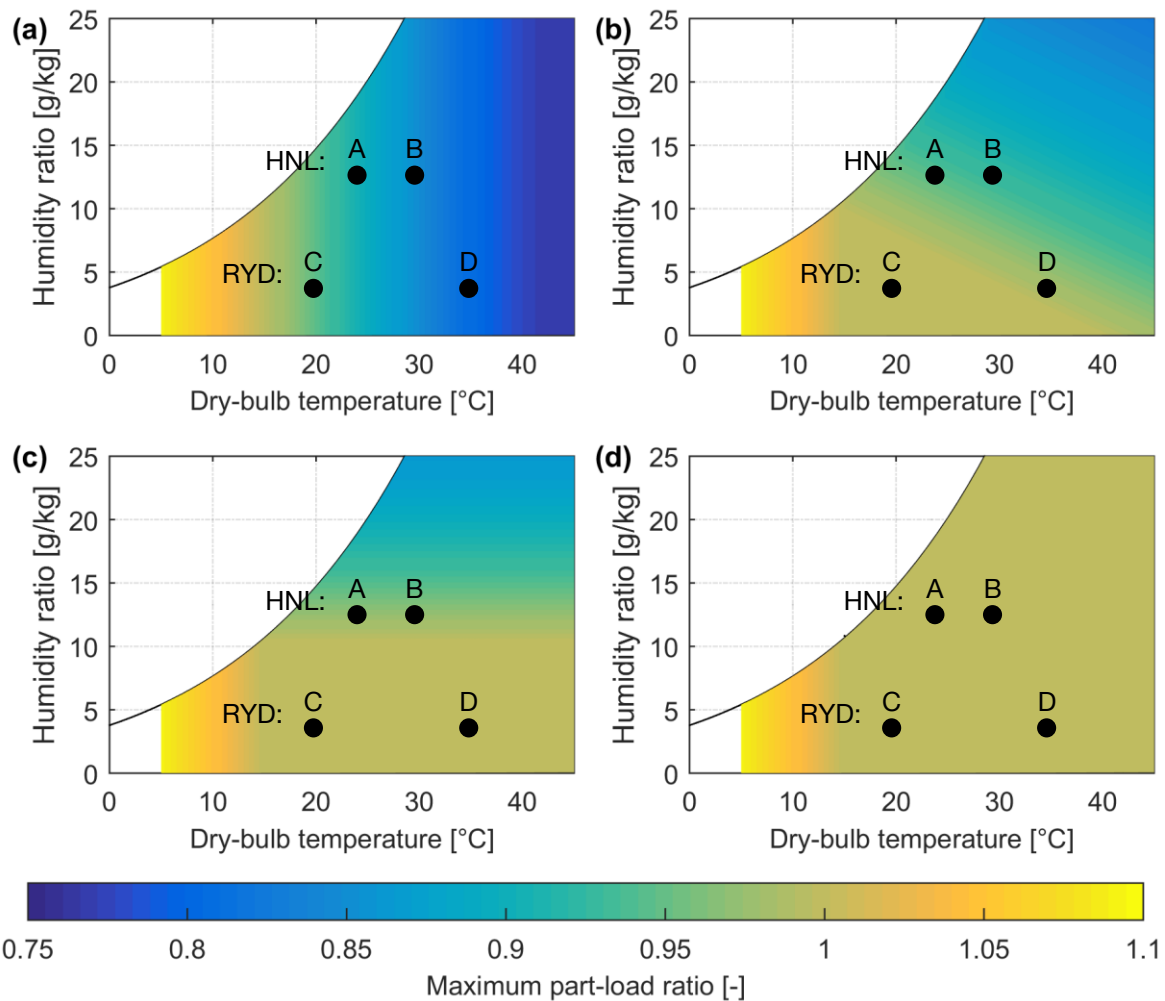 (a)
Humidity ratio [g/kg]
25
20
15
10
5
0
HNL: A B
RYD: C D
0 10 20 30 40
Dry-bulb temperature [°C]
(b)
Humidity ratio [g/kg]
25
20
15
10
5
0
HNL: A B
RYD: C D
0 10 20 30 40
Dry-bulb temperature [°C]
(c)
Humidity ratio [g/kg]
25
20
15
10
5
0
HNL: A B
RYD: C D
0 10 20 30 40
Dry-bulb temperature [°C]
(d)
Humidity ratio [g/kg]
25
20
15
10
5
0
HNL: A B
RYD: C D
0 10 20 30 40
Dry-bulb temperature [°C]
0.75 0.8 0.85 0.9 0.95 1 1.05 1.1
Maximum part-load ratio [-]